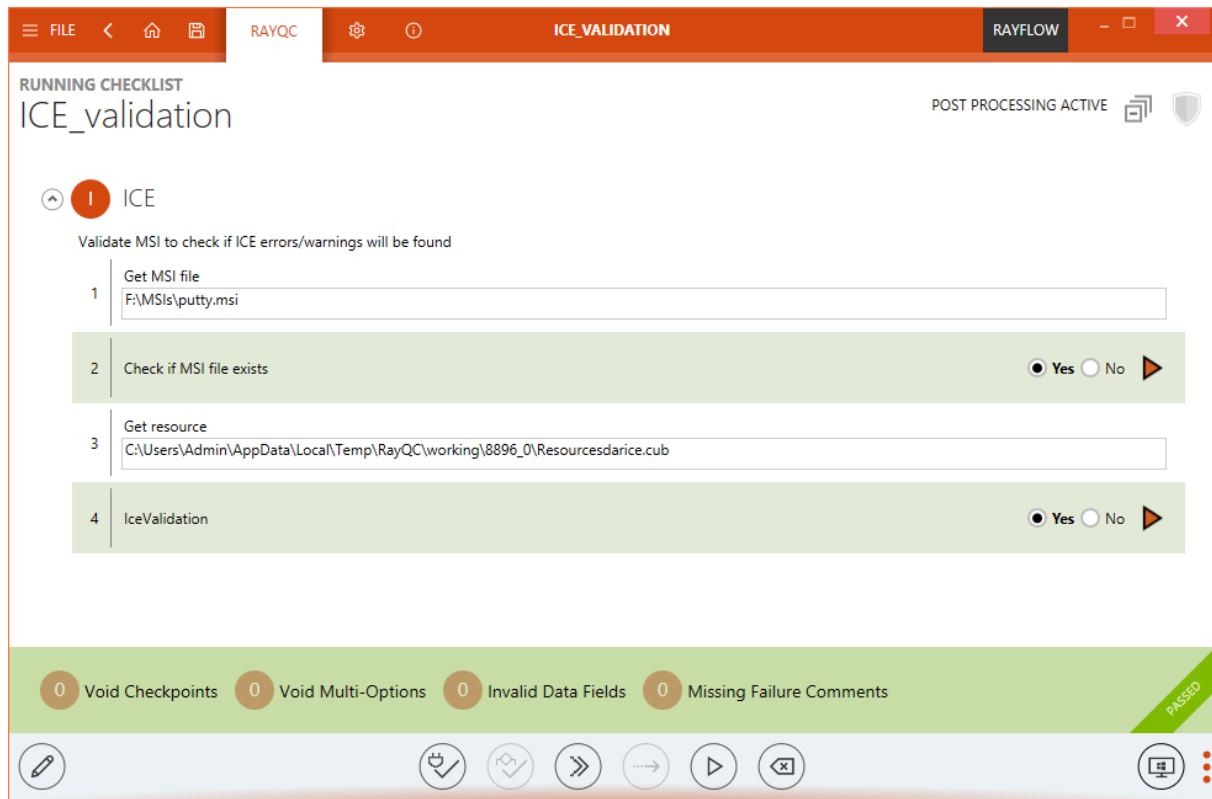 FILE RAYQC ICE_VALIDATION RAYFLOW
RUNNING CHECKLIST
ICE_validation
POST PROCESSING ACTIVE
I ICE
Validate MSI to check if ICE errors/warnings will be found
Get MSI file
1 F:\MSIs\putty.msi
2 Check if MSI file exists Yes No
Get resource
3 C:\Users\Admin\AppData\Local\Temp\RayQC\working\8896_0\Resourcesdarice.cub
4 IceValidation Yes No
0 Void Checkpoints 0 Void Multi-Options 0 Invalid Data Fields 0 Missing Failure Comments
PASSED